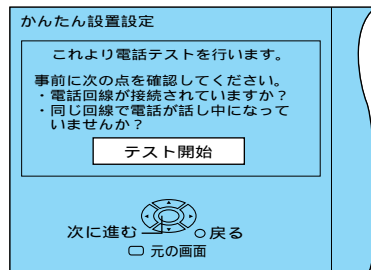 かんたん設置設定
これより電話テストを行います。
事前に次の点を確認してください。
・電話回線が接続されていますか？
・同じ回線で電話が話し中になって
いませんか？
テスト開始
次に進む
戻る
元の画面